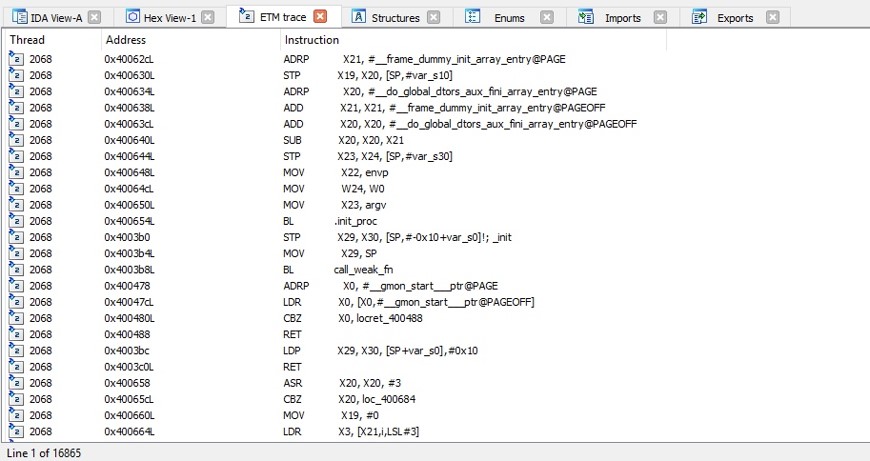 IDA View-A Hex View-1 ETM trace Structures Enums Imports Exports
Thread Address Instruction
2068 0x40062cL ADRP X21, #__frame_dummy_init_array_entry@PAGE
2068 0x400630L STP X19, X20, [SP,#var_s10]
2068 0x400634L ADRP X20, #__do_global_dtors_aux_fini_array_entry@PAGE
2068 0x400638L ADD X21, X21, #__frame_dummy_init_array_entry@PAGEOFF
2068 0x40063cL ADD X20, X20, #__do_global_dtors_aux_fini_array_entry@PAGEOFF
2068 0x400640L SUB X20, X20, X21
2068 0x400644L STP X23, X24, [SP,#var_s30]
2068 0x400648L MOV X22, envp
2068 0x40064cL MOV W24, W0
2068 0x400650L MOV X23, argv
2068 0x400654L BL .init_proc
2068 0x4003b0 STP X29, X30, [SP,#-0x10+var_s0]!; _init
2068 0x4003b4L MOV X29, SP
2068 0x4003b8L BL call_weak_fn
2068 0x400478 ADRP X0, #__gmon_start___ptr@PAGE
2068 0x40047cL LDR X0, [X0,#__gmon_start___ptr@PAGEOFF]
2068 0x400480L CBZ X0, locret_400488
2068 0x400488 RET
2068 0x4003bc LDP X29, X30, [SP+var_s0],#0x10
2068 0x4003c0L RET
2068 0x400658 ASR X20, X20, #3
2068 0x40065cL CBZ X20, loc_400684
2068 0x400660L MOV X19, #0
2068 0x400664L LDR X3, [X21,i,LSL#3]
Line 1 of 16865